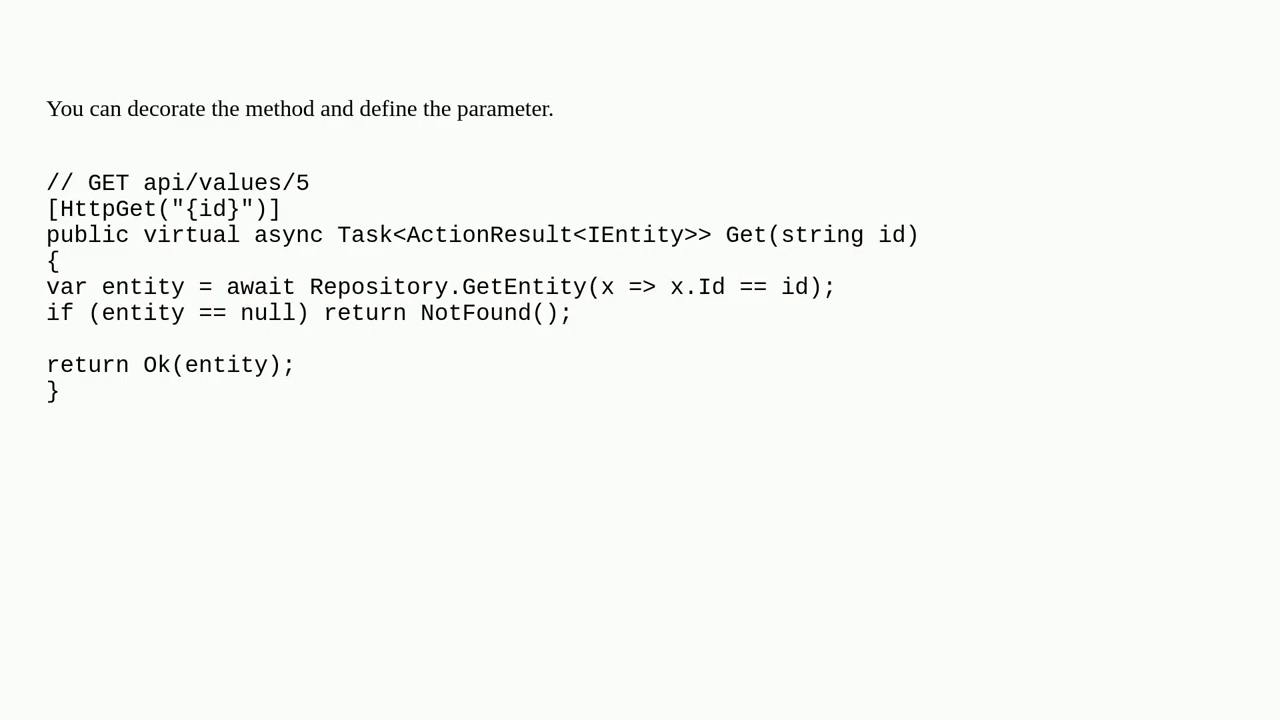 You can decorate the method and define the parameter.
// GET api/values/5
[HttpGet("{id}")]
public virtual async Task<ActionResult<IEntity>> Get(string id)
{
var entity = await Repository.GetEntity(x => x.Id == id);
if (entity == null) return NotFound();
return Ok(entity);
}